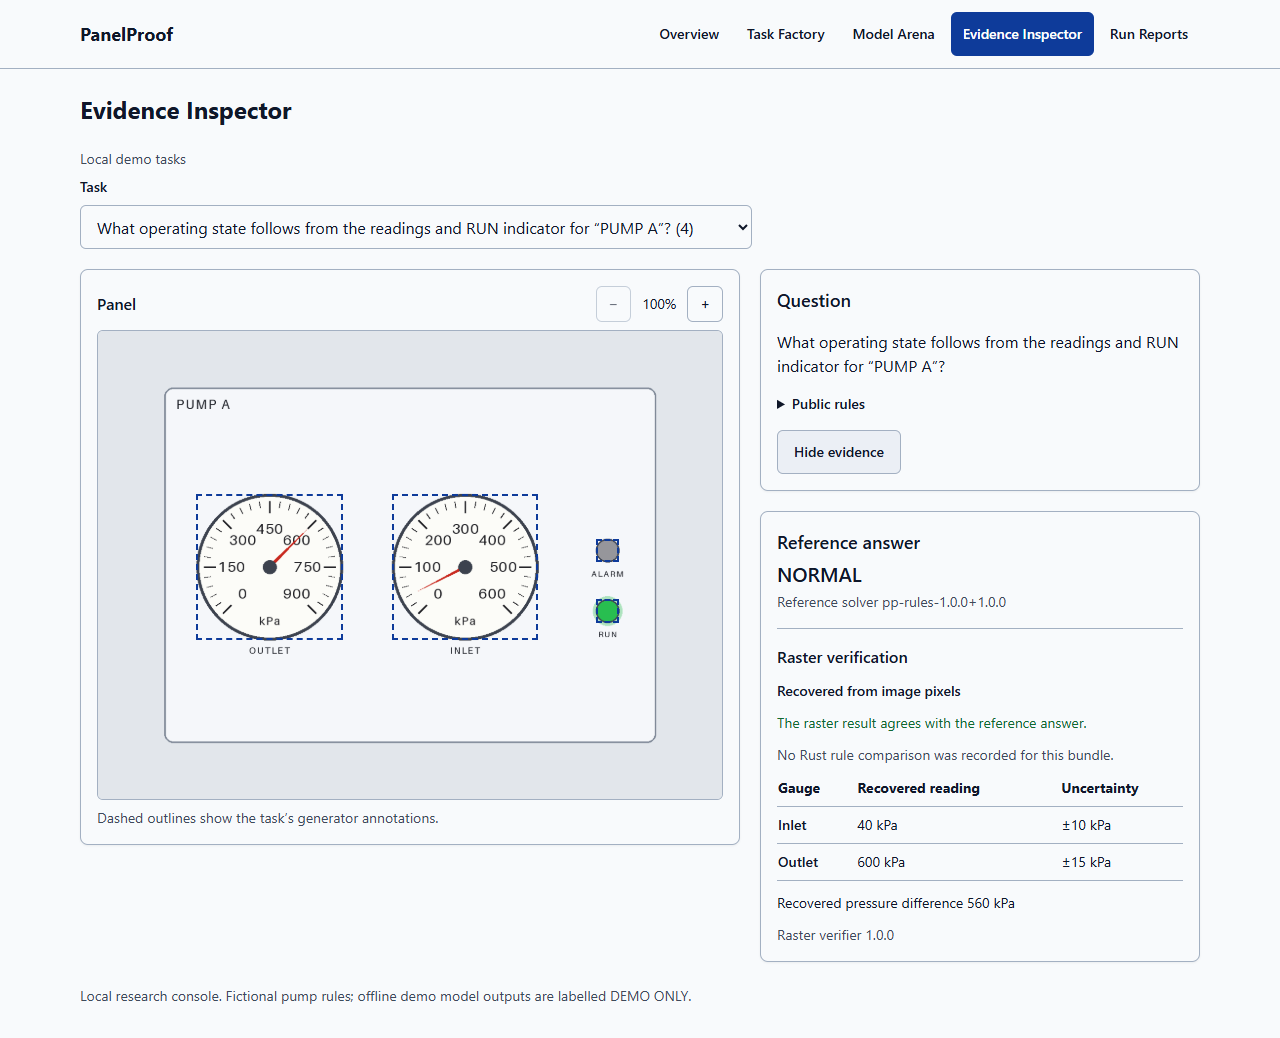 PanelProof
Overview
Task Factory
Model Arena
Evidence Inspector
Run Reports
Evidence Inspector
Local demo tasks
Task
What operating state follows from the readings and RUN indicator for “PUMP A”? (4)
Panel
−
100%
+
PUMP A
450
300
600
150
750
0
900
kPa
OUTLET
300
200
400
100
500
0
600
kPa
INLET
ALARM
RUN
Dashed outlines show the task’s generator annotations.
Question
What operating state follows from the readings and RUN
indicator for “PUMP A”?
Public rules
Hide evidence
Reference answer
NORMAL
Reference solver pp-rules-1.0.0+1.0.0
Raster verification
Recovered from image pixels
The raster result agrees with the reference answer.
No Rust rule comparison was recorded for this bundle.
Gauge Recovered reading Uncertainty
Inlet 40 kPa ±10 kPa
Outlet 600 kPa ±15 kPa
Recovered pressure difference 560 kPa
Raster verifier 1.0.0
Local research console. Fictional pump rules; offline demo model outputs are labelled DEMO ONLY.